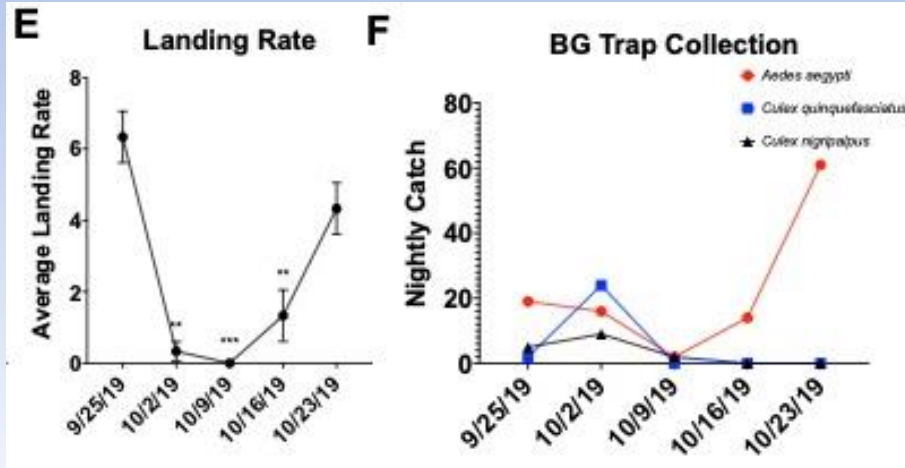 E
Landing Rate
Average Landing Rate
8
6
4
2
0
**
***
**
9/25/19
10/2/19
10/9/19
10/16/19
10/23/19
F
BG Trap Collection
Aedes aegypti
Culex quinquefasciatus
Culex nigripalpus
Nightly Catch
80
60
40
20
0
9/25/19
10/2/19
10/9/19
10/16/19
10/23/19